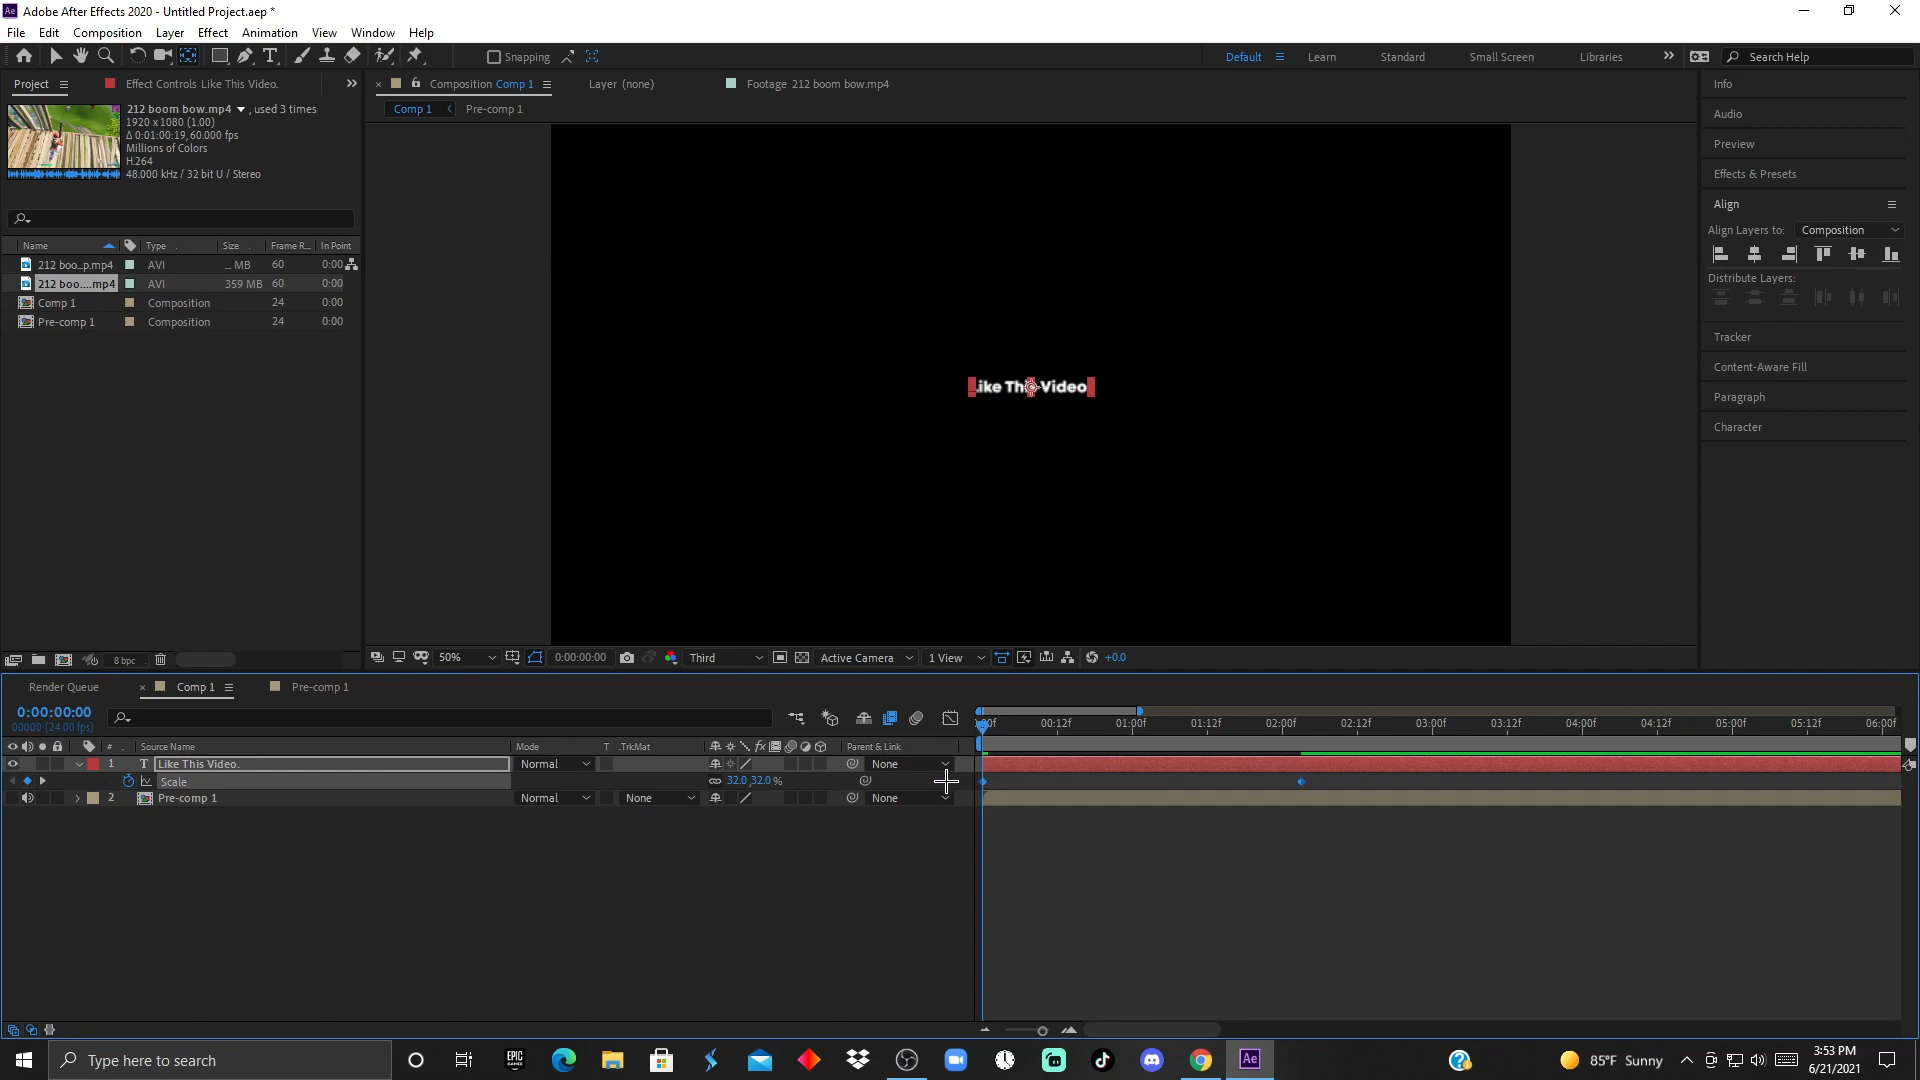 Adobe After Effects 2020 - Untitled Project.aep *
File Edit Composition Layer Effect Animation View Window Help
Snapping
Default Learn Standard Small Screen Libraries Search Help
Project Effect Controls Like This Video.
Composition Comp 1 Layer (none) Footage 212 boom bow.mp4
Comp 1 Pre-comp 1
212 boom bow.mp4 , used 3 times
1920 x 1080 (1.00)
Δ 0:01:00:19, 60.000 fps
Millions of Colors
H.264
48.000 kHz / 32 bit U / Stereo
Name Type Size Frame R... In Point
212 boo...p.mp4 AVI ... MB 60 0:00
212 boo....mp4 AVI 359 MB 60 0:00
Comp 1 Composition 24 0:00
Pre-comp 1 Composition 24 0:00
Like This Video
Info
Audio
Preview
Effects & Presets
Align
Align Layers to: Composition
Distribute Layers:
Tracker
Content-Aware Fill
Paragraph
Character
8 bpc
50% 0:00:00:00 Third Active Camera 1 View +0.0
Render Queue Comp 1 Pre-comp 1
0:00:00:00
00000 (24.00 fps)
00f 00:12f 01:00f 01:12f 02:00f 02:12f 03:00f 03:12f 04:00f 04:12f 05:00f 05:12f 06:00f
# Source Name Mode T .TrkMat Parent & Link
1 T Like This Video. Normal None
Scale 32.0,32.0 %
2 Pre-comp 1 Normal None None
Type here to search
EPIC GAMES
85°F Sunny
3:53 PM
6/21/2021